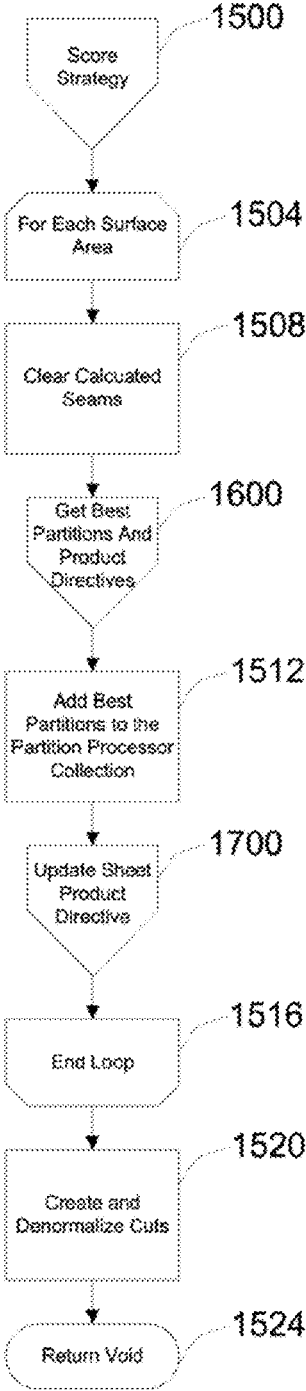 1500
Score
Strategy
1504
For Each Surface
Area
1508
Clear Calcuated
Seams
1600
Get Best
Partitions And
Product
Directives
1512
Add Best
Partitions to the
Partition Processor
Collection
1700
Update Sheet
Product
Directive
1516
End Loop
1520
Create and
Denormalize Cuts
1524
Return Void